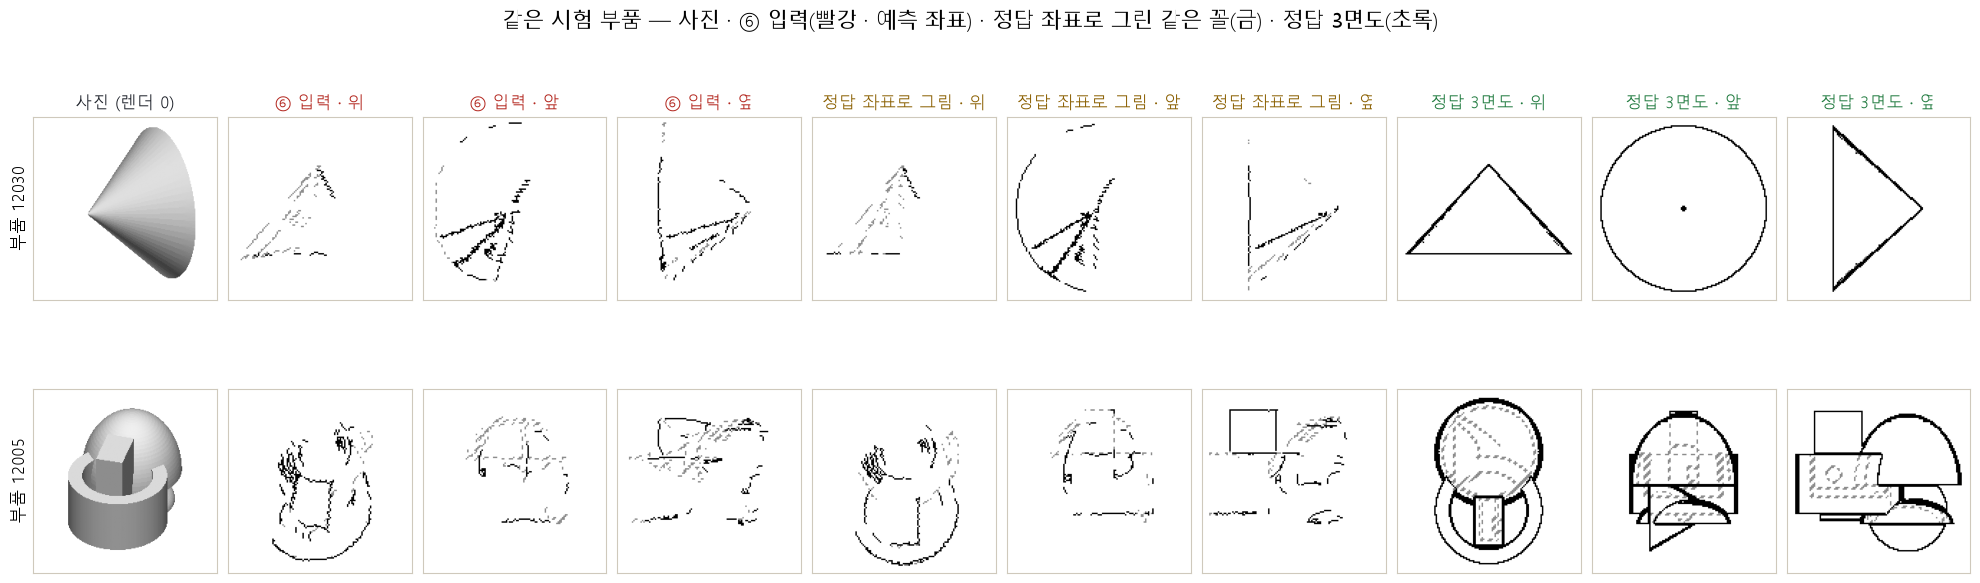 같은 시험 부품 — 사진 · ⑥ 입력(빨강 · 예측 좌표) · 정답 좌표로 그린 같은 꼴(금) · 정답 3면도(초록)
사진 (렌더 0)
⑥ 입력 · 위
⑥ 입력 · 앞
⑥ 입력 · 옆
정답 좌표로 그림 · 위
정답 좌표로 그림 · 앞
정답 좌표로 그림 · 옆
정답 3면도 · 위
정답 3면도 · 앞
정답 3면도 · 옆
부품 12030
부품 12005